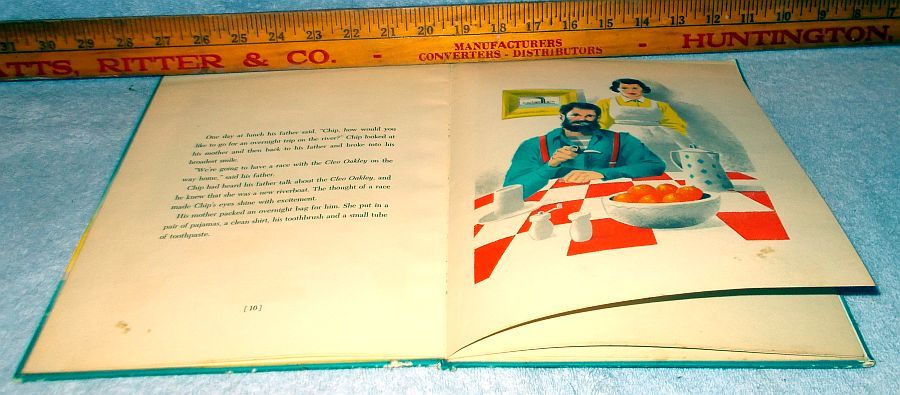 31 30 29 28 27 26 25 24 23 22 21 20 19 18 17 16 15 14 13 12 11 10 9 8 7
ATTS, RITTER & CO. - MANUFACTURERS - HUNTINGTON,
CONVERTERS - DISTRIBUTORS
One day at lunch his father said, "Chip, how would you
like to go for an overnight trip on the river?" Chip looked at
his mother and then back to his father and broke into his
broadest smile.
"We're going to have a race with the Cleo Oakley on the
way home," said his father.
Chip had heard his father talk about the Cleo Oakley, and
he knew that she was a new riverboat. The thought of a race
made Chip's eyes shine with excitement.
His mother packed an overnight bag for him. She put in a
pair of pajamas, a clean shirt, his toothbrush and a small tube
of toothpaste.
[ 10 ]